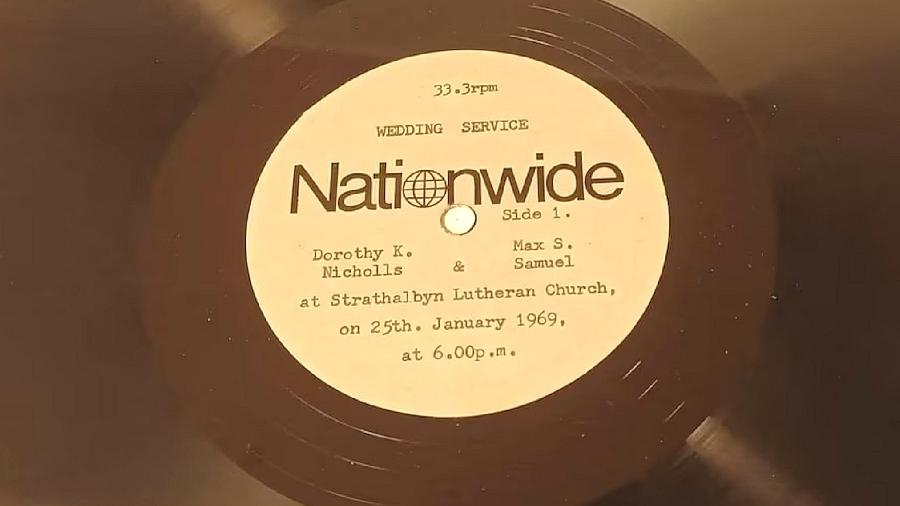 33.3rpm
WEDDING SERVICE
Nationwide
Side 1.
Dorothy K. Max S.
Nicholls & Samuel
at Strathalbyn Lutheran Church,
on 25th. January 1969,
at 6.00p.m.